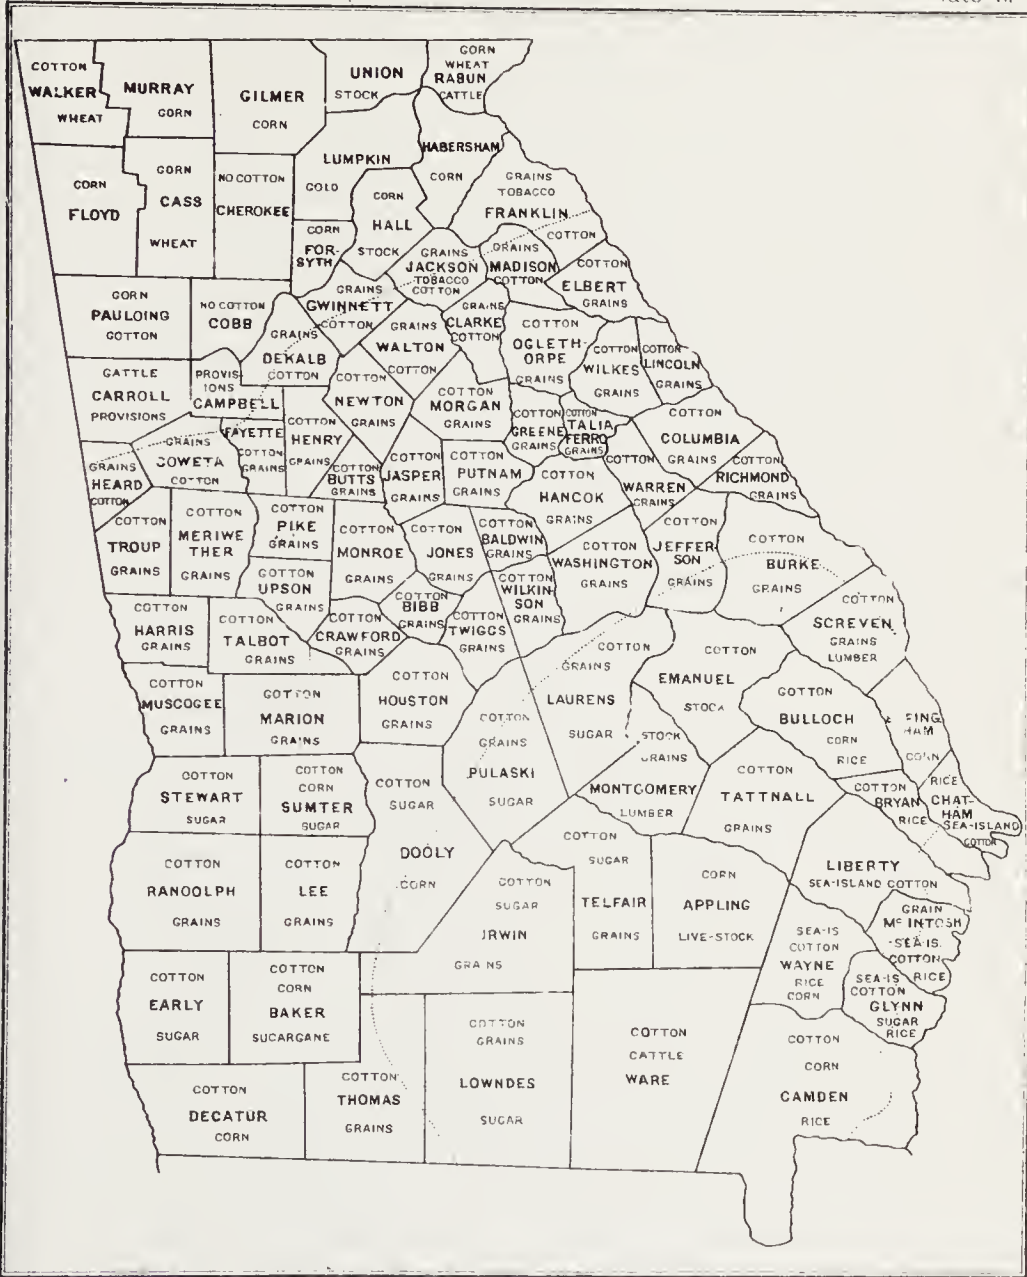 COTTON
WALKER
WHEAT
MURRAY
CORN
GILMER
CORN
UNION
STOCK
CORN
WHEAT
RABUN
CATTLE
LUMPKIN
GOLD
HABERSHAM
CORN
CORN
FLOYD
CORN
CASS
WHEAT
NO COTTON
CHEROKEE
CORN
FOR-
SYTH
CORN
HALL
STOCK
GRAINS
TOBACCO
FRANKLIN
COTTON
GRAINS
JACKSON
TOBACCO
COTTON
GRAINS
MADISON
COTTON
COTTON
ELBERT
GRAINS
CORN
PAULDING
COTTON
NO COTTON
COBB
GRAINS
GWINNETT
COTTON
GRAINS
DEKALB
COTTON
GRAINS
WALTON
COTTON
GRAINS
CLARKE
COTTON
COTTON
OGLETH-
ORPE
GRAINS
COTTON
WILKES
GRAINS
COTTON
LINCOLN
GRAINS
CATTLE
CARROLL
PROVISIONS
PROVIS
IONS
CAMPBELL
COTTON
NEWTON
GRAINS
COTTON
MORGAN
GRAINS
COTTON
GREENE
GRAINS
COTTON
TALIA
FERRO
GRAINS
COTTON
COLUMBIA
GRAINS
COTTON
RICHMOND
GRAINS
GRAINS
HEARD
COTTON
GRAINS
COWETA
COTTON
FAYETTE
COTTON
GRAINS
COTTON
HENRY
GRAINS
COTTON
BUTTS
GRAINS
COTTON
JASPER
GRAINS
COTTON
PUTNAM
GRAINS
COTTON
HANCOK
GRAINS
COTTON
WARREN
GRAINS
COTTON
TROUP
GRAINS
COTTON
MERIWE
THER
GRAINS
COTTON
PIKE
GRAINS
COTTON
UPSON
GRAINS
COTTON
MONROE
GRAINS
COTTON
JONES
GRAINS
COTTON
BALDWIN
GRAINS
COTTON
WASHINGTON
GRAINS
COTTON
JEFFER-
SON
GRAINS
COTTON
BURKE
GRAINS
COTTON
HARRIS
GRAINS
COTTON
TALBOT
GRAINS
COTTON
CRAWFORD
GRAINS
COTTON
BIBB
GRAINS
COTTON
TWIGGS
GRAINS
COTTON
WILKIN
SON
GRAINS
COTTON
SCREVEN
GRAINS
LUMBER
COTTON
MUSCOGEE
GRAINS
COTTON
MARION
GRAINS
COTTON
HOUSTON
GRAINS
COTTON
GRAINS
PULASKI
SUGAR
COTTON
GRAINS
LAURENS
SUGAR
COTTON
EMANUEL
STOCK
COTTON
BULLOCH
CORN
RICE
FING
HAM
CORN
COTTON
STEWART
SUGAR
COTTON
CORN
SUMTER
SUGAR
COTTON
SUGAR
DOOLY
CORN
STOCK
GRAINS
MONTGOMERY
LUMBER
COTTON
TATTNALL
GRAINS
COTTON
BRYAN
RICE
RICE
CHAT-
HAM
SEA-ISLAND
COTTON
COTTON
RANDOLPH
GRAINS
COTTON
LEE
GRAINS
COTTON
SUGAR
IRWIN
GRAINS
COTTON
SUGAR
TELFAIR
GRAINS
CORN
APPLING
LIVE-STOCK
LIBERTY
SEA-ISLAND COTTON
GRAIN
Mc INTOSH
SEA-IS.
COTTON
RICE
SEA-IS
COTTON
WAYNE
RICE
CORN
SEA-IS
COTTON
GLYNN
SUGAR
RICE
COTTON
EARLY
SUGAR
COTTON
CORN
BAKER
SUGARCANE
COTTON
DECATUR
CORN
COTTON
THOMAS
GRAINS
COTTON
GRAINS
LOWNDES
SUGAR
COTTON
CATTLE
WARE
COTTON
CORN
CAMDEN
RICE